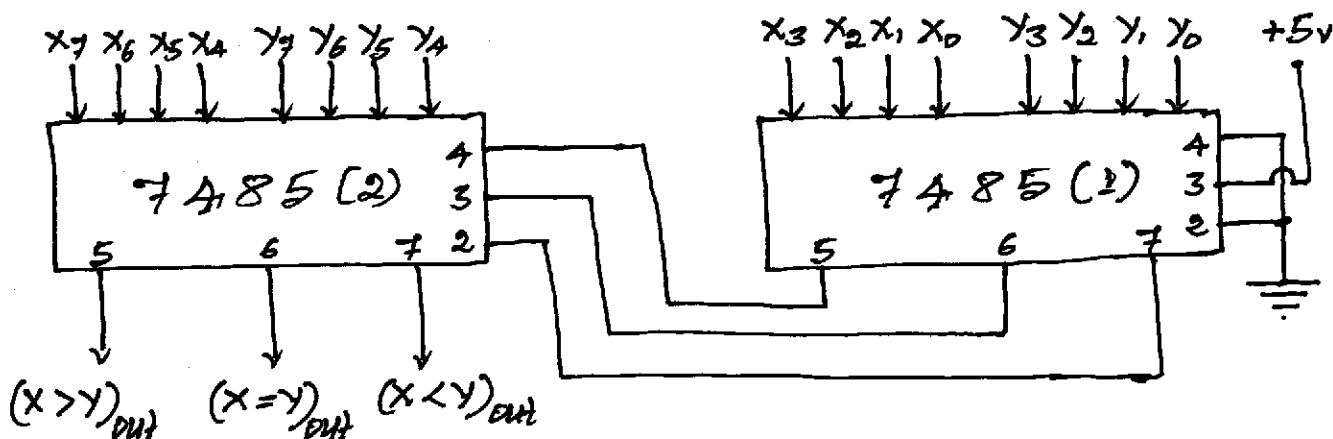 X7 X6 X5 X4 Y7 Y6 Y5 Y4
X3 X2 X1 X0 Y3 Y2 Y1 Y0 +5v
7485 (2)
4
3
2
5 6 7
7485 (1)
4
3
2
5 6 7
(X>Y)out (X=Y)out (X<Y)out